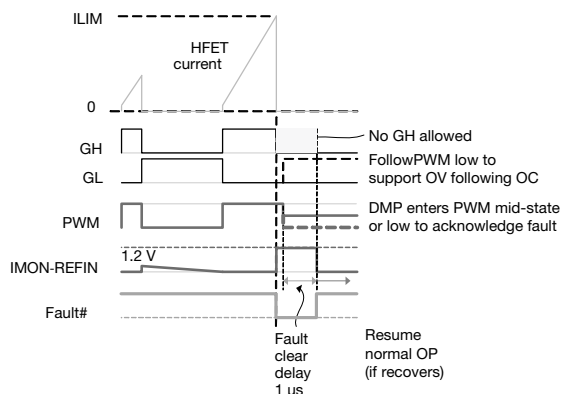 ILIM
HFET
current
0
GH
No GH allowed
GL
FollowPWM low to
support OV following OC
PWM
DMP enters PWM mid-state
or low to acknowledge fault
1.2 V
IMON-REFIN
Fault#
Fault
clear
delay
1 us
Resume
normal OP
(if recovers)